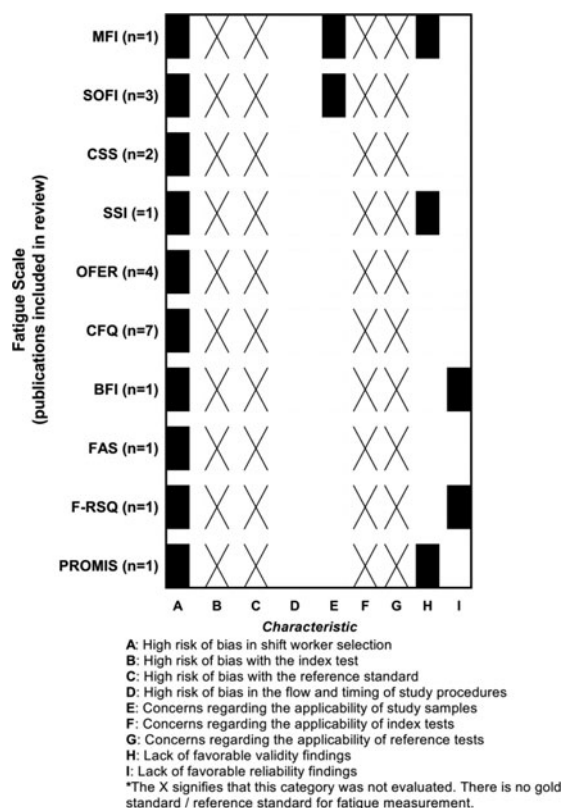 Fatigue Scale
(publications included in review)
MFI (n=1)
SOFI (n=3)
CSS (n=2)
SSI (=1)
OFER (n=4)
CFQ (n=7)
BFI (n=1)
FAS (n=1)
F-RSQ (n=1)
PROMIS (n=1)
A B C D E F G H I
Characteristic
A: High risk of bias in shift worker selection
B: High risk of bias with the index test
C: High risk of bias with the reference standard
D: High risk of bias in the flow and timing of study procedures
E: Concerns regarding the applicability of study samples
F: Concerns regarding the applicability of index tests
G: Concerns regarding the applicability of reference tests
H: Lack of favorable validity findings
I: Lack of favorable reliability findings
*The X signifies that this category was not evaluated. There is no gold
standard / reference standard for fatigue measurement.